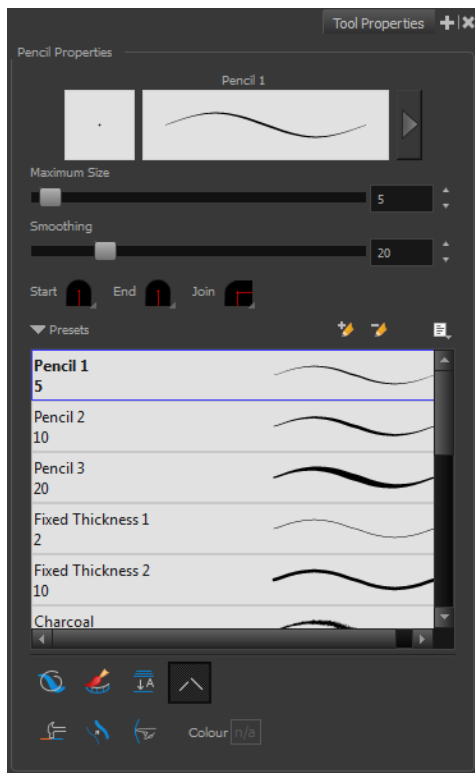 Tool Properties
Pencil Properties
Pencil 1
Maximum Size
5
Smoothing
20
Start End Join
Presets
Pencil 1
5
Pencil 2
10
Pencil 3
20
Fixed Thickness 1
2
Fixed Thickness 2
10
Charcoal
A
Colour n/a